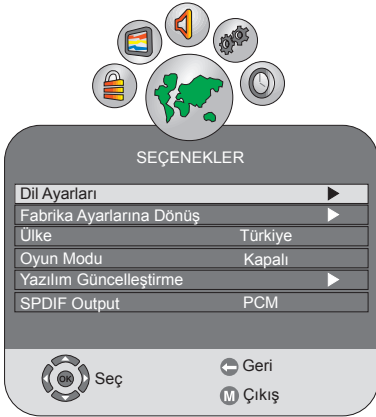 SEÇENEKLER
Dil Ayarları
Fabrika Ayarlarına Dönüş
Ülke Türkiye
Oyun Modu Kapalı
Yazılım Güncelleştirme
SPDIF Output PCM
OK Seç
Geri
M Çıkış